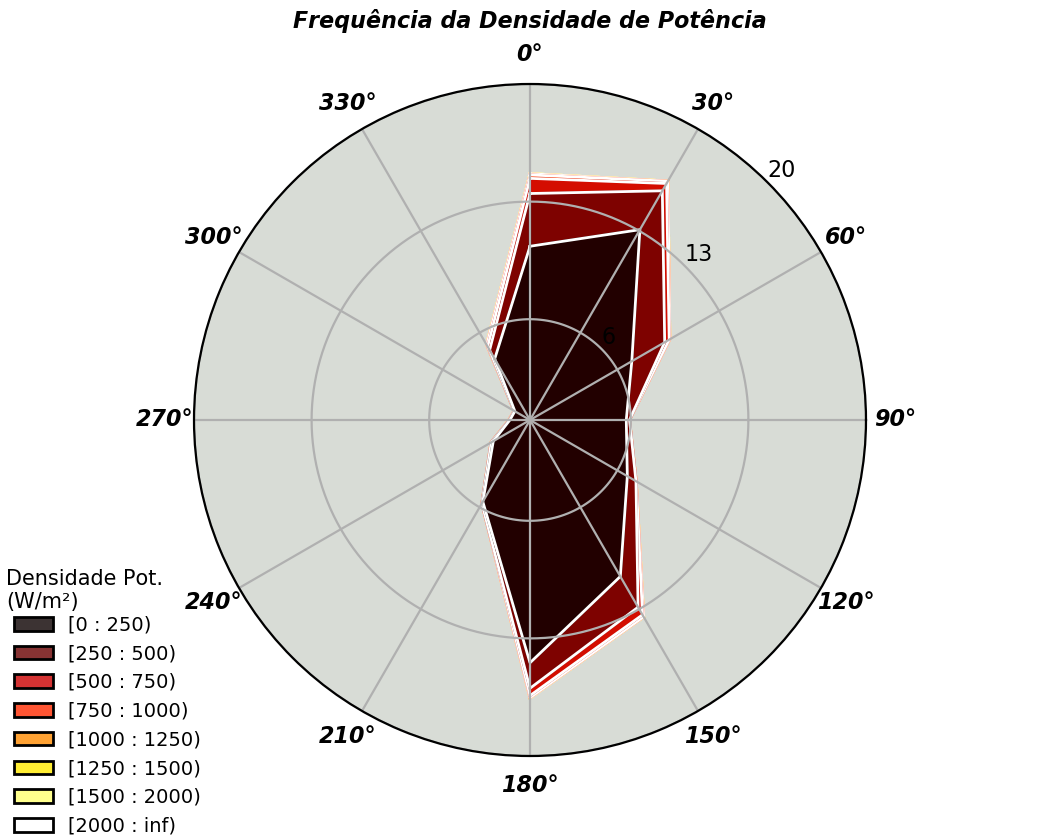 Frequência da Densidade de Potência
0°
330°
30°
20
300°
60°
13
6
270°
90°
240°
120°
210°
150°
180°
Densidade Pot.
(W/m²)
[0 : 250)
[250 : 500)
[500 : 750)
[750 : 1000)
[1000 : 1250)
[1250 : 1500)
[1500 : 2000)
[2000 : inf)